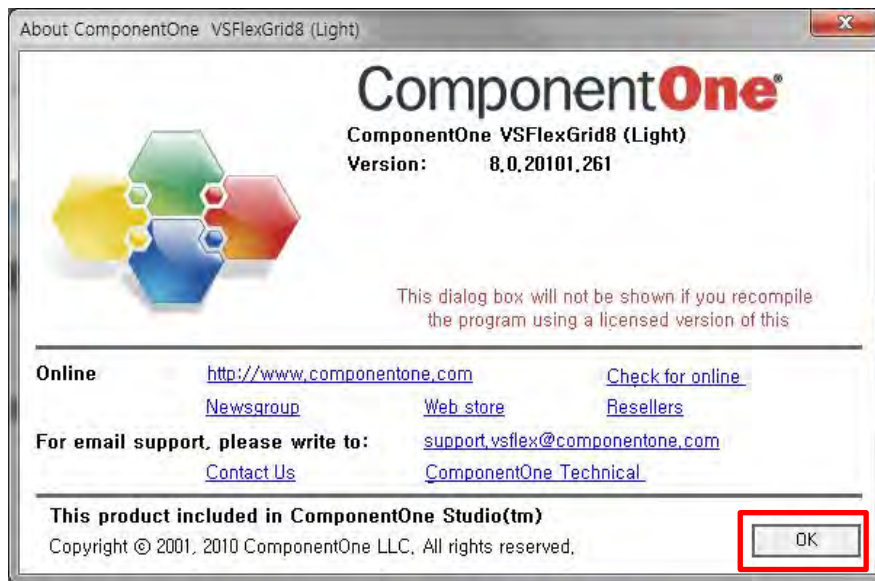 About ComponentOne VSFlexGrid8 (Light)
ComponentOne®
ComponentOne VSFlexGrid8 (Light)
Version: 8.0.20101.261
This dialog box will not be shown if you recompile
the program using a licensed version of this
Online http://www.componentone.com Check for online
Newsgroup Web store Resellers
For email support, please write to: support.vsflex@componentone.com
Contact Us ComponentOne Technical
This product included in ComponentOne Studio(tm)
Copyright © 2001, 2010 ComponentOne LLC, All rights reserved.
OK